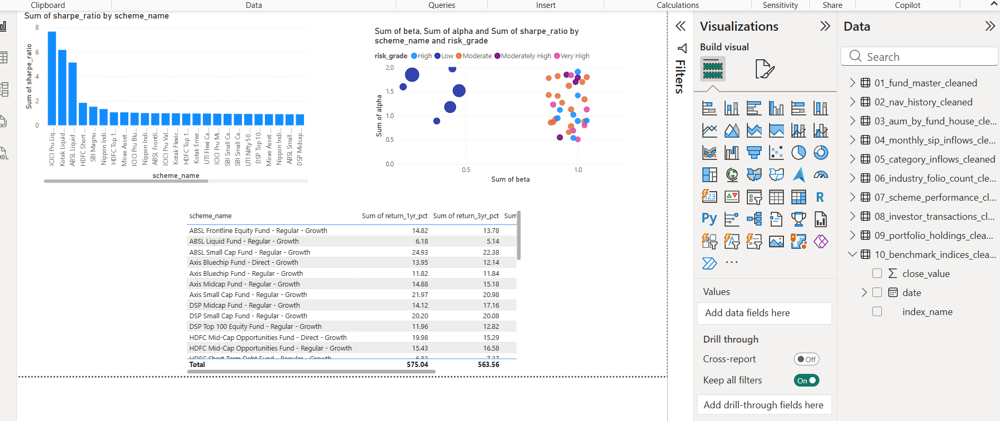 Clipboard
Data
Queries
Insert
Calculations
Sensitivity
Share
Copilot
Sum of sharpe_ratio by scheme_name
Sum of sharpe_ratio
8
6
4
2
0
ICICI Pru Liq...
Kotak Liquid ...
ABSL Liquid ...
HDFC Short ...
SBI Magnu...
Nippon Indi...
HDFC Top 1...
Mirae Asset ...
ICICI Pru Blu...
Nippon Indi...
ABSL Frontli...
ICICI Pru Val...
Kotak Flexic...
HDFC Top 1...
Kotak Emer...
UTI Flexi Ca...
ICICI Pru Mi...
SBI Small Ca...
SBI Small Ca...
UTI Nifty 50 ...
DSP Top 10...
Mirae Asset ...
Nippon Indi...
ABSL Small ...
DSP Midcap...
scheme_name
Sum of beta, Sum of alpha and Sum of sharpe_ratio by
scheme_name and risk_grade
risk_grade High Low Moderate Moderately High Very High
Sum of alpha
2.0
1.5
1.0
0.5
0.0
0.5
1.0
Sum of beta
scheme_name Sum of return_1yr_pct Sum of return_3yr_pct Sum
ABSL Frontline Equity Fund - Regular - Growth 14.82 13.78
ABSL Liquid Fund - Regular - Growth 6.18 5.14
ABSL Small Cap Fund - Regular - Growth 24.93 22.38
Axis Bluechip Fund - Direct - Growth 13.95 12.14
Axis Bluechip Fund - Regular - Growth 11.82 11.84
Axis Midcap Fund - Regular - Growth 14.88 15.18
Axis Small Cap Fund - Regular - Growth 21.97 20.98
DSP Midcap Fund - Regular - Growth 14.12 17.16
DSP Small Cap Fund - Regular - Growth 20.20 20.08
DSP Top 100 Equity Fund - Regular - Growth 11.96 12.82
HDFC Mid-Cap Opportunities Fund - Direct - Growth 19.98 15.29
HDFC Mid-Cap Opportunities Fund - Regular - Growth 15.43 16.58
HDFC Short Term Debt Fund - Regular - Growth
Total 575.04 563.56
Filters
Visualizations
Build visual
123
R
Py
Values
Add data fields here
Drill through
Cross-report
Off
Keep all filters
On
Add drill-through fields here
Data
Search
01_fund_master_cleaned
02_nav_history_cleaned
03_aum_by_fund_house_cle...
04_monthly_sip_inflows_cle...
05_category_inflows_cleaned
06_industry_folio_count_cle...
07_scheme_performance_cl...
08_investor_transactions_cl...
09_portfolio_holdings_clea...
10_benchmark_indices_clea...
close_value
date
index_name